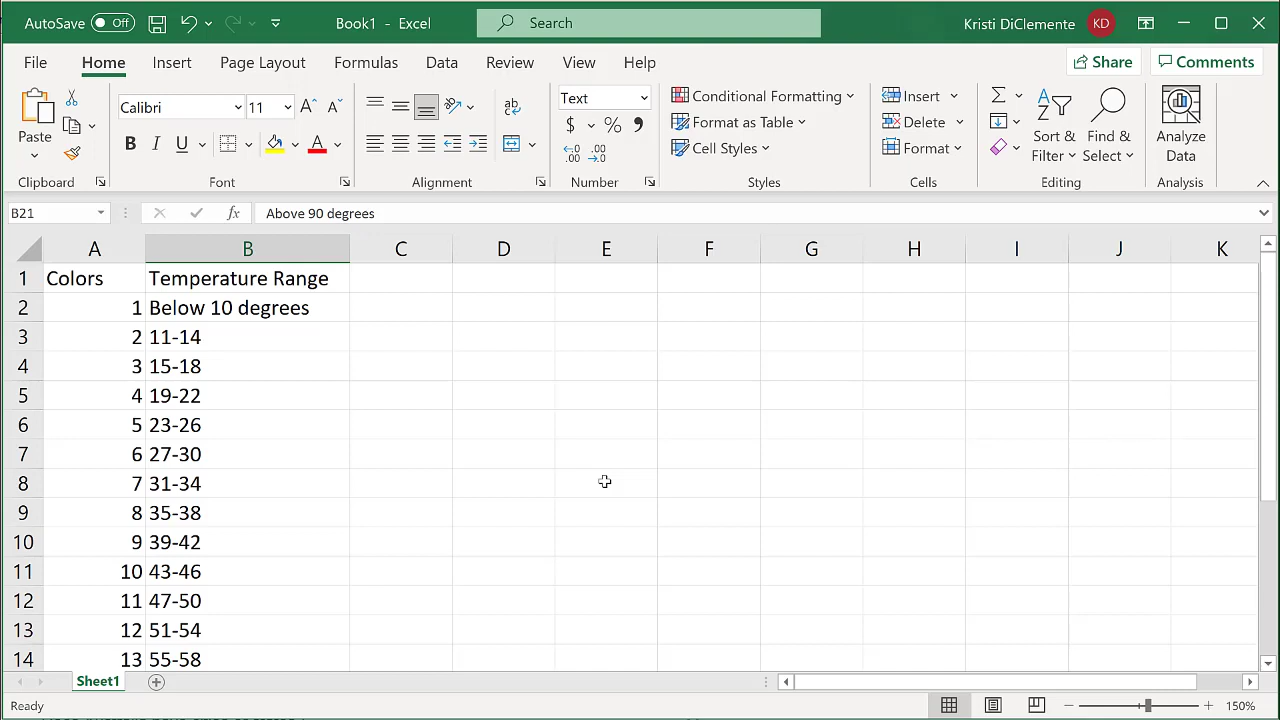 AutoSave Off Book1 - Excel Search Kristi DiClemente KD
File Home Insert Page Layout Formulas Data Review View Help Share Comments
Paste
Clipboard
Calibri 11
B I U A
Font
ab
Alignment
Text
$ % 9
Number
Conditional Formatting
Format as Table
Cell Styles
Styles
Insert
Delete
Format
Cells
Sort & Filter
Find & Select
Editing
Analyze Data
Analysis
B21 fx Above 90 degrees
A B C D E F G H I J K
1 Colors Temperature Range
2 1 Below 10 degrees
3 2 11-14
4 3 15-18
5 4 19-22
6 5 23-26
7 6 27-30
8 7 31-34
9 8 35-38
10 9 39-42
11 10 43-46
12 11 47-50
13 12 51-54
14 13 55-58
Sheet1
Ready 150%